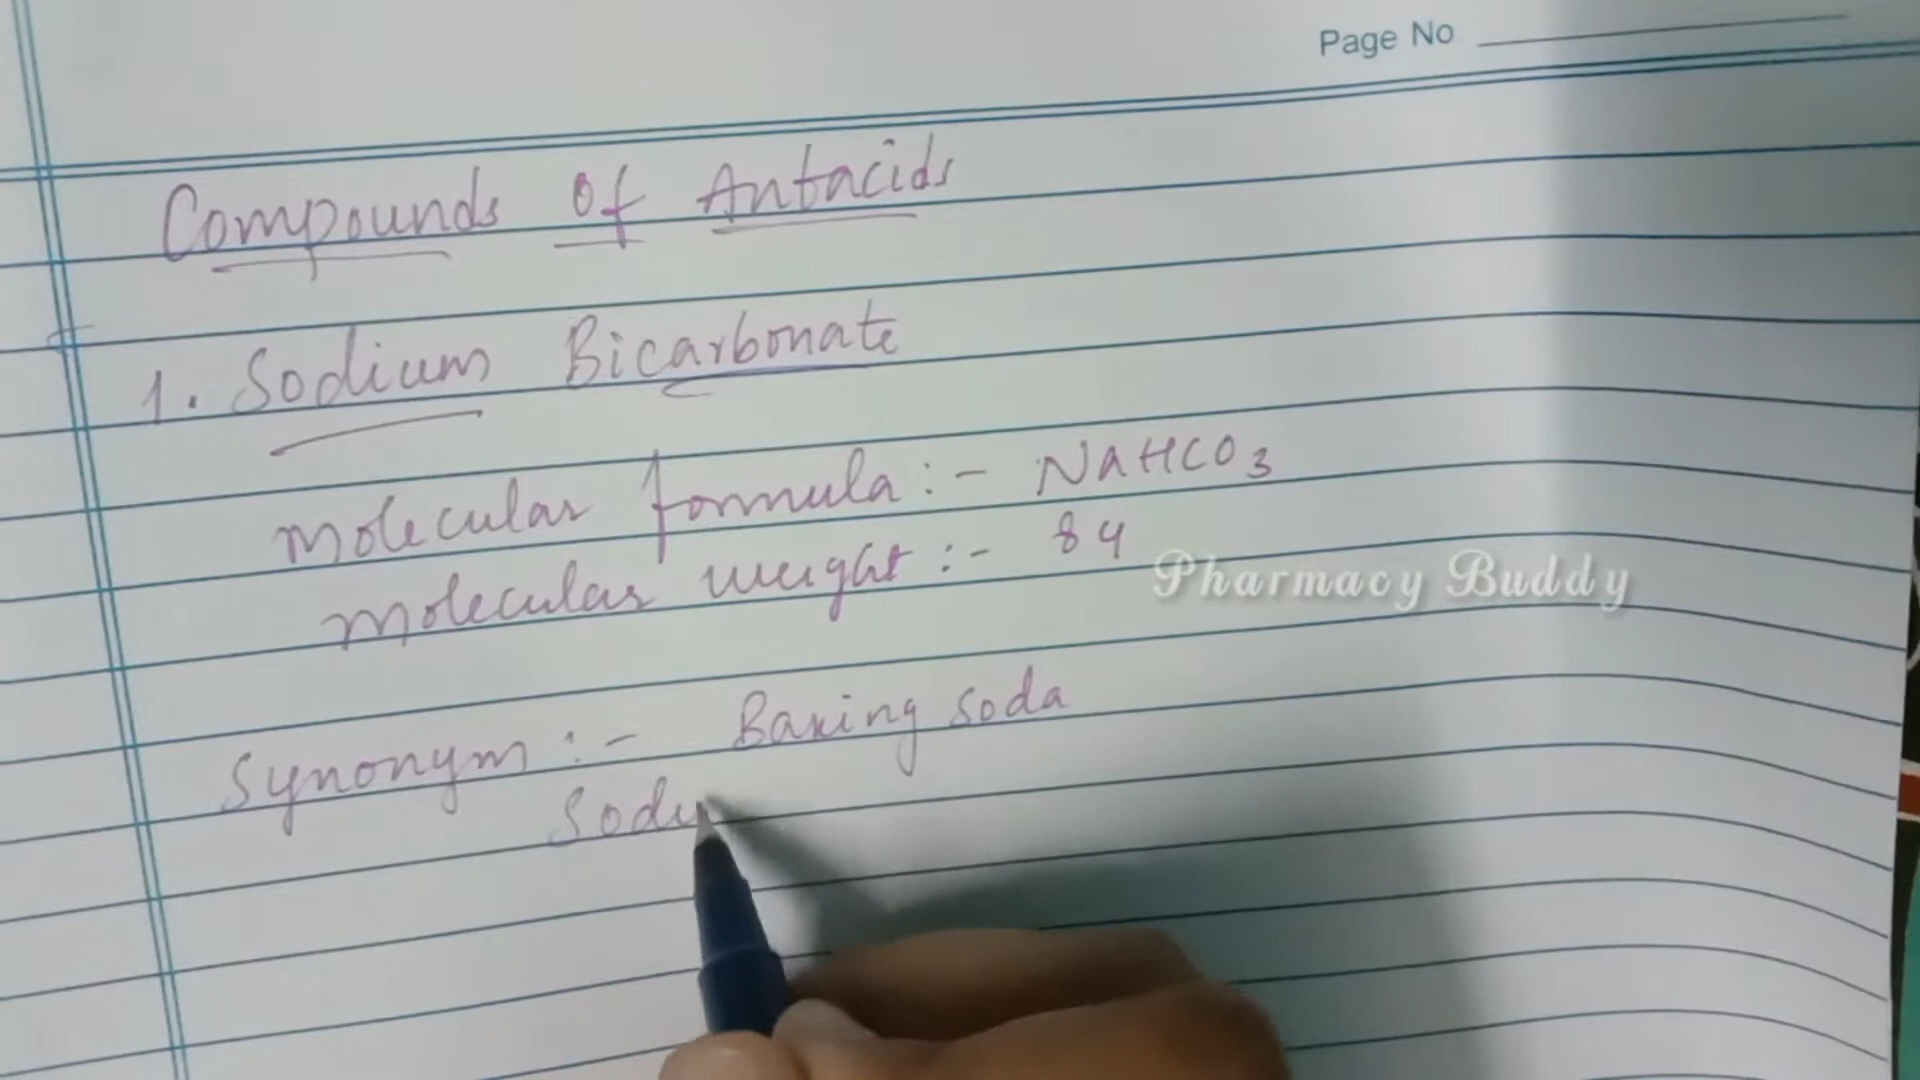 Page No
Compounds of Antacids
1. Sodium Bicarbonate
Molecular formula :- NaHCO3
Molecular weight :- 84
Pharmacy Buddy
Synonym :- Baking soda
Sodi